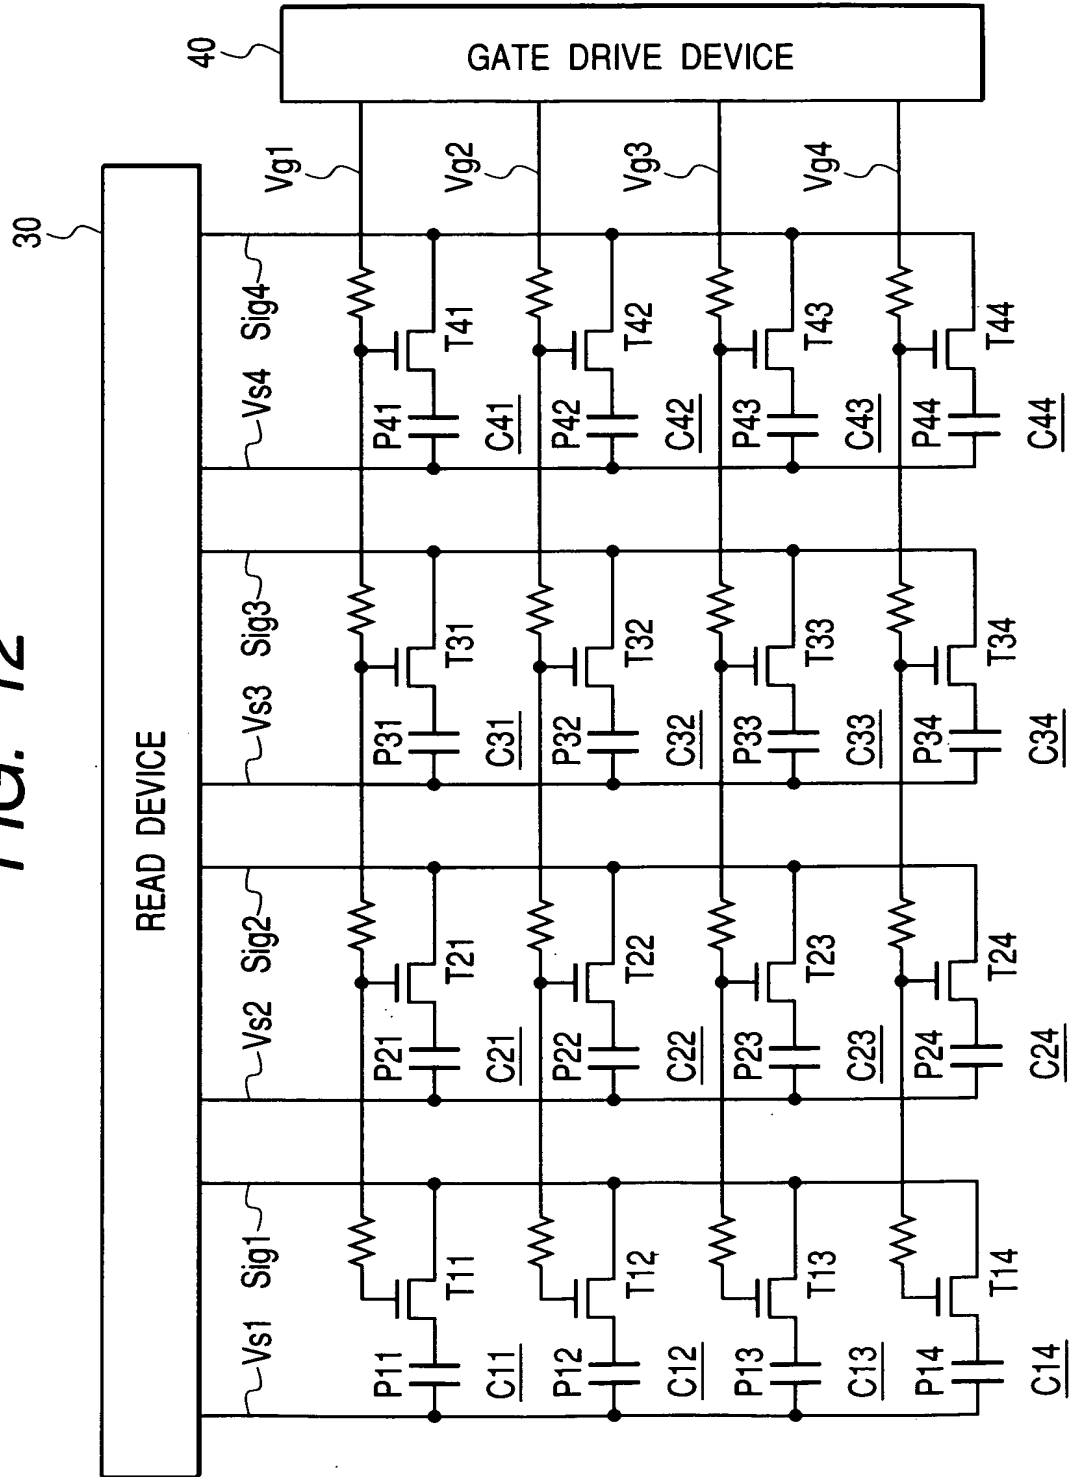 FIG. 12
30
READ DEVICE
40
GATE DRIVE DEVICE
Vs1 Sig1 Vs2 Sig2 Vs3 Sig3 Vs4 Sig4
Vg1
P11 T11 P21 T21 P31 T31 P41 T41
C11 C21 C31 C41
Vg2
P12 T12 P22 T22 P32 T32 P42 T42
C12 C22 C32 C42
Vg3
P13 T13 P23 T23 P33 T33 P43 T43
C13 C23 C33 C43
Vg4
P14 T14 P24 T24 P34 T34 P44 T44
C14 C24 C34 C44